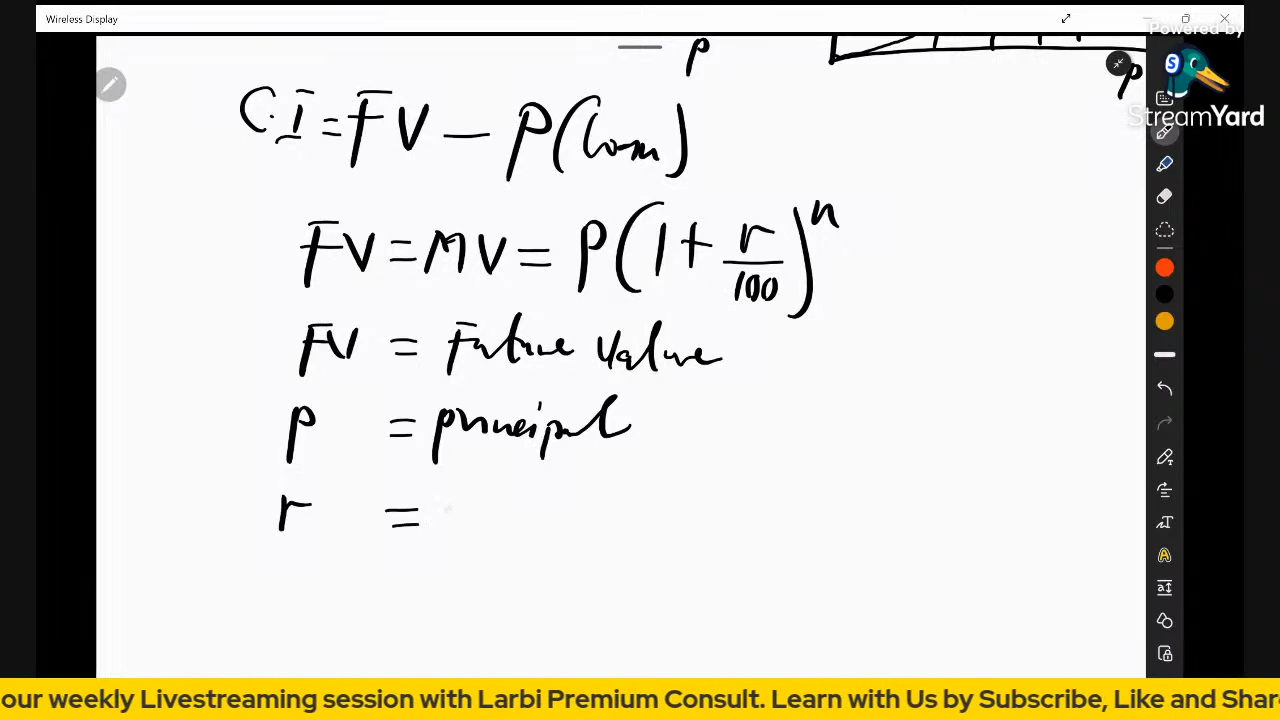 Wireless Display
Powered by
StreamYard
p
p
C.I = FV - P(Loan)
FV = MV = P(1 + r/100)^n
FV = Future Value
P = principal
r =
our weekly Livestreaming session with Larbi Premium Consult. Learn with Us by Subscribe, Like and Shar